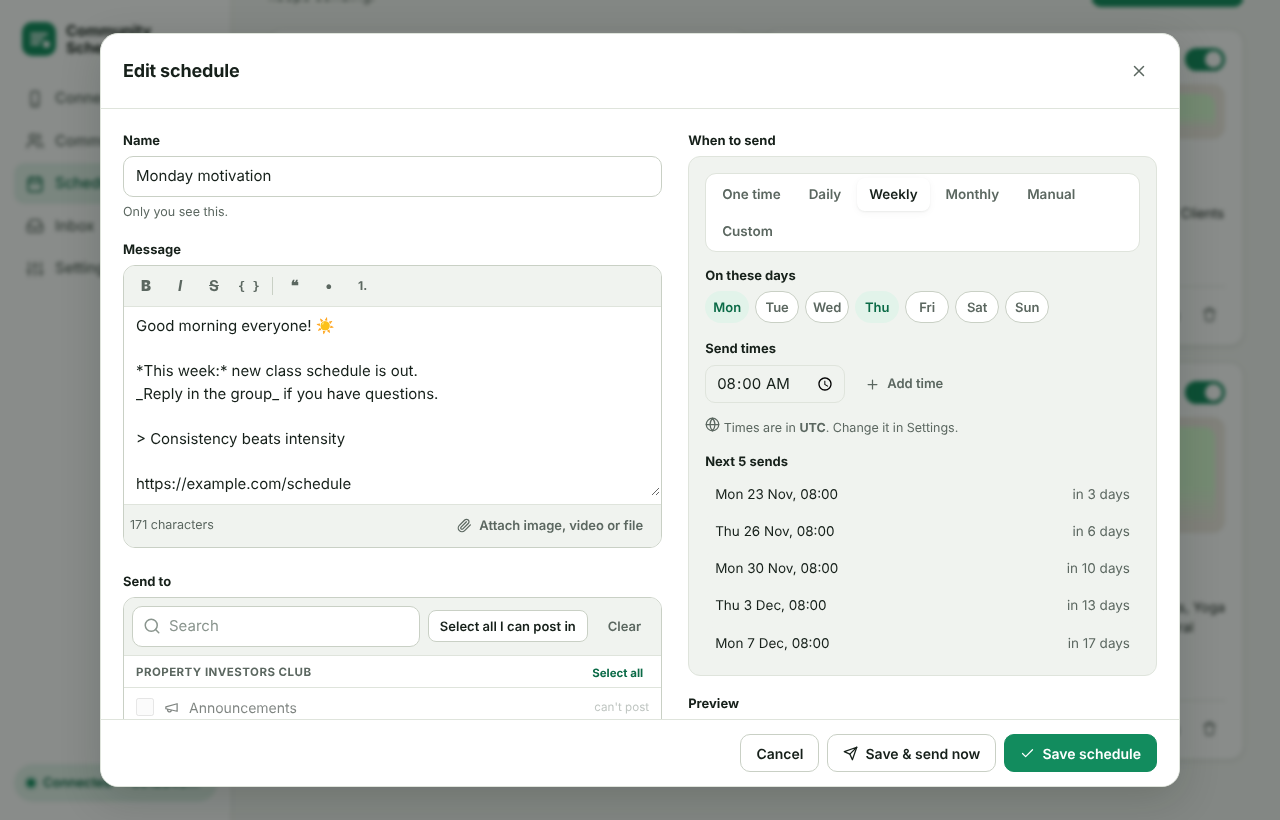 Community
Edit schedule
Name
Monday motivation
Only you see this.
Message
B I S { } ❝ • 1.
Good morning everyone! ☀️
*This week:* new class schedule is out.
_Reply in the group_ if you have questions.
> Consistency beats intensity
https://example.com/schedule
171 characters
Attach image, video or file
Send to
Search
Select all I can post in
Clear
PROPERTY INVESTORS CLUB
Select all
Announcements
can't post
When to send
One time
Daily
Weekly
Monthly
Manual
Custom
On these days
Mon
Tue
Wed
Thu
Fri
Sat
Sun
Send times
08:00 AM
Add time
Times are in UTC. Change it in Settings.
Next 5 sends
Mon 23 Nov, 08:00
in 3 days
Thu 26 Nov, 08:00
in 6 days
Mon 30 Nov, 08:00
in 10 days
Thu 3 Dec, 08:00
in 13 days
Mon 7 Dec, 08:00
in 17 days
Preview
Cancel
Save & send now
Save schedule
Inbox
Clients
Yoga